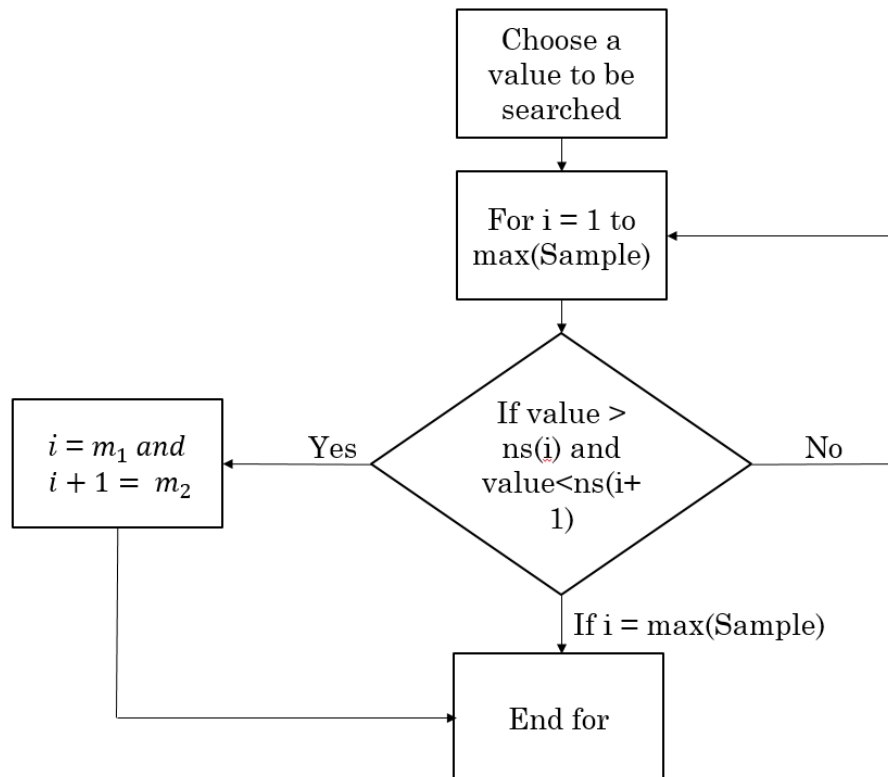 Choose a
value to be
searched
For i = 1 to
max(Sample)
If value >
ns(i) and
value<ns(i+
1)
Yes
No
i = m₁ and
i + 1 = m₂
If i = max(Sample)
End for